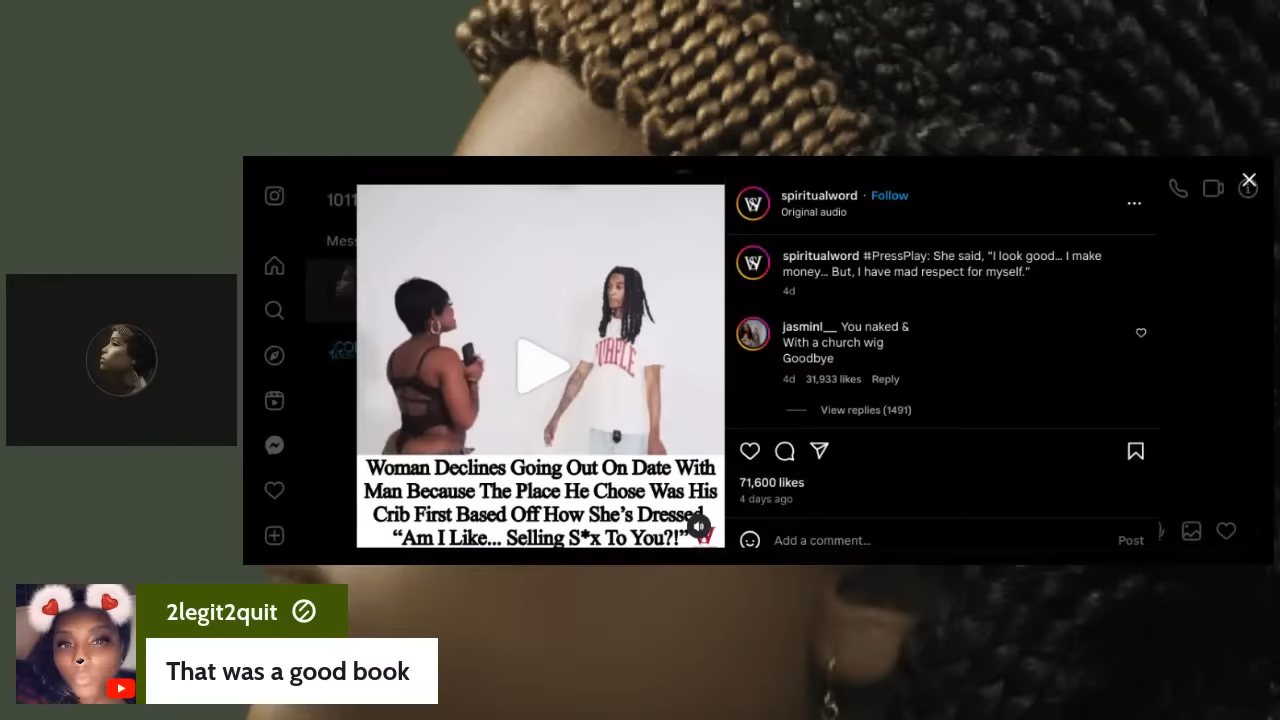 1011
Mess
spiritualword · Follow
Original audio
spiritualword #PressPlay: She said, “I look good... I make
money... But, I have mad respect for myself.”
4d
jasminl__ You naked &
With a church wig
Goodbye
4d 31,933 likes Reply
View replies (1491)
71,600 likes
4 days ago
Add a comment...
Post
PURPLE
Woman Declines Going Out On Date With
Man Because The Place He Chose Was His
Crib First Based Off How She’s Dressed
“Am I Like... Selling S*x To You?!”
2legit2quit
That was a good book